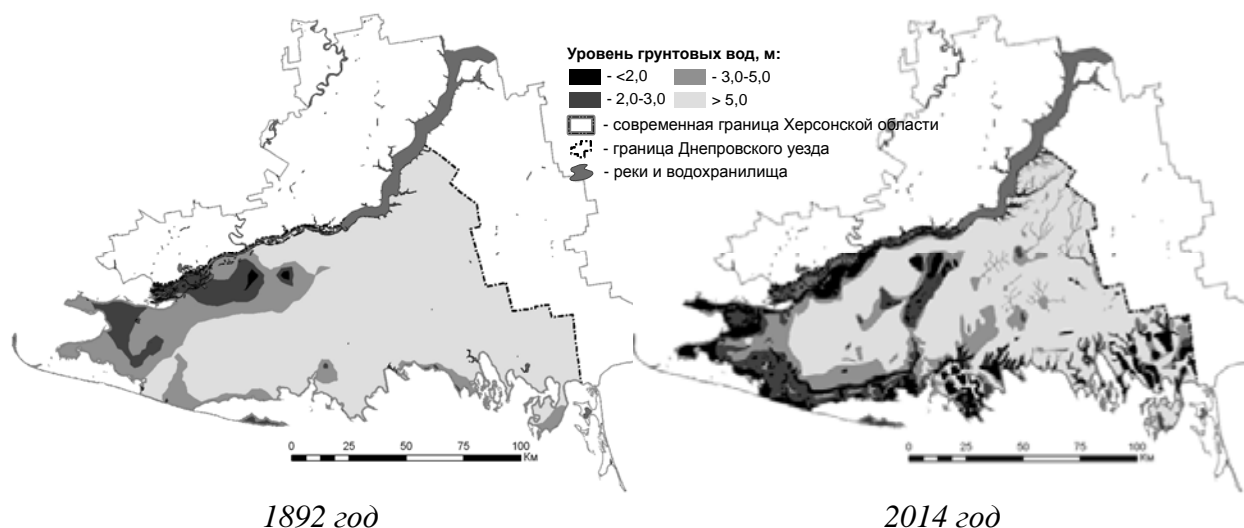 Уровень грунтовых вод, м:
- <2,0 - 3,0-5,0
- 2,0-3,0 > 5,0
- современная граница Херсонской области
- граница Днепровского уезда
- реки и водохранилища
0 25 50 75 100
Км
0 25 50 75 100
Км
1892 год
2014 год